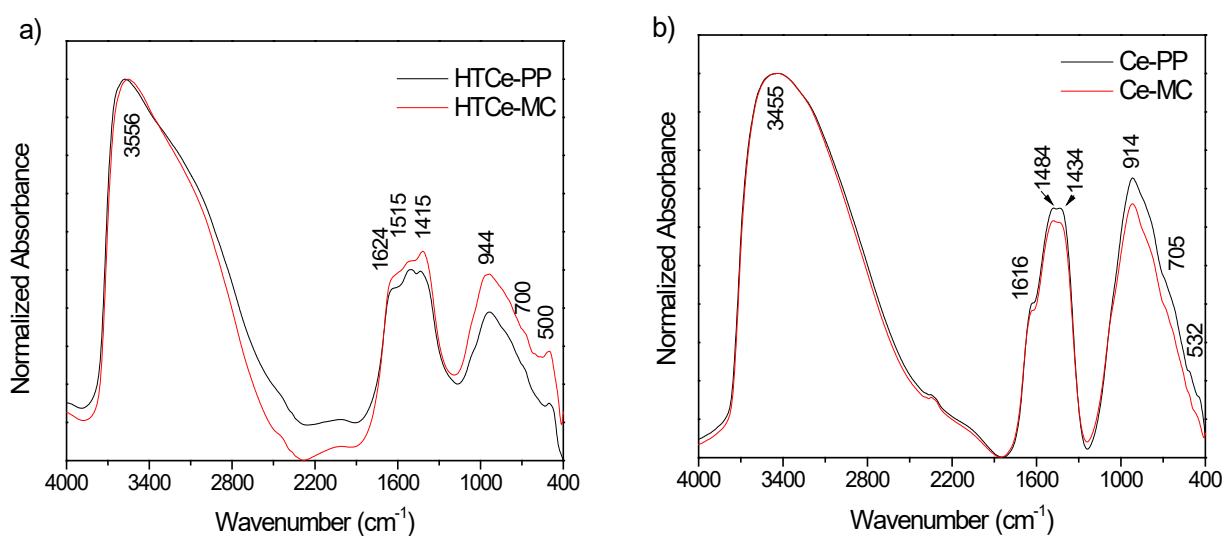 a)
HTCe-PP
HTCe-MC
3556
1624
1515
1415
944
700
500
Normalized Absorbance
4000 3400 2800 2200 1600 1000 400
Wavenumber (cm⁻¹)
b)
Ce-PP
Ce-MC
3455
1616
1484
1434
914
705
532
Normalized Absorbance
4000 3400 2800 2200 1600 1000 400
Wavenumber (cm⁻¹)